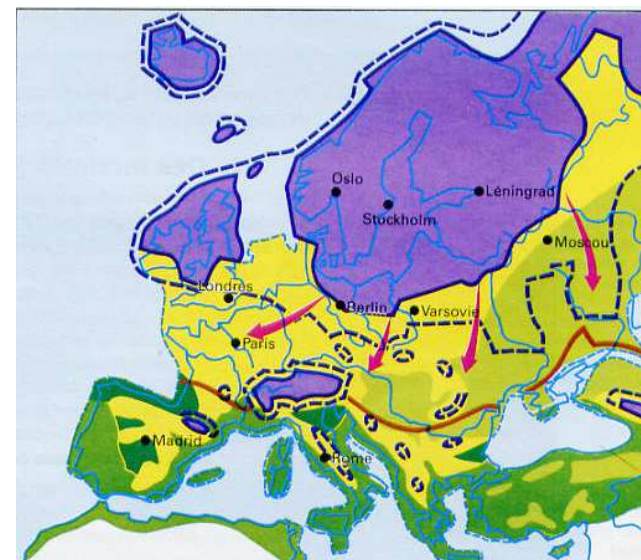 Oslo
Stockholm
Léningrad
Moscou
Londres
Berlin
Varsovie
Paris
Madrid
Rome